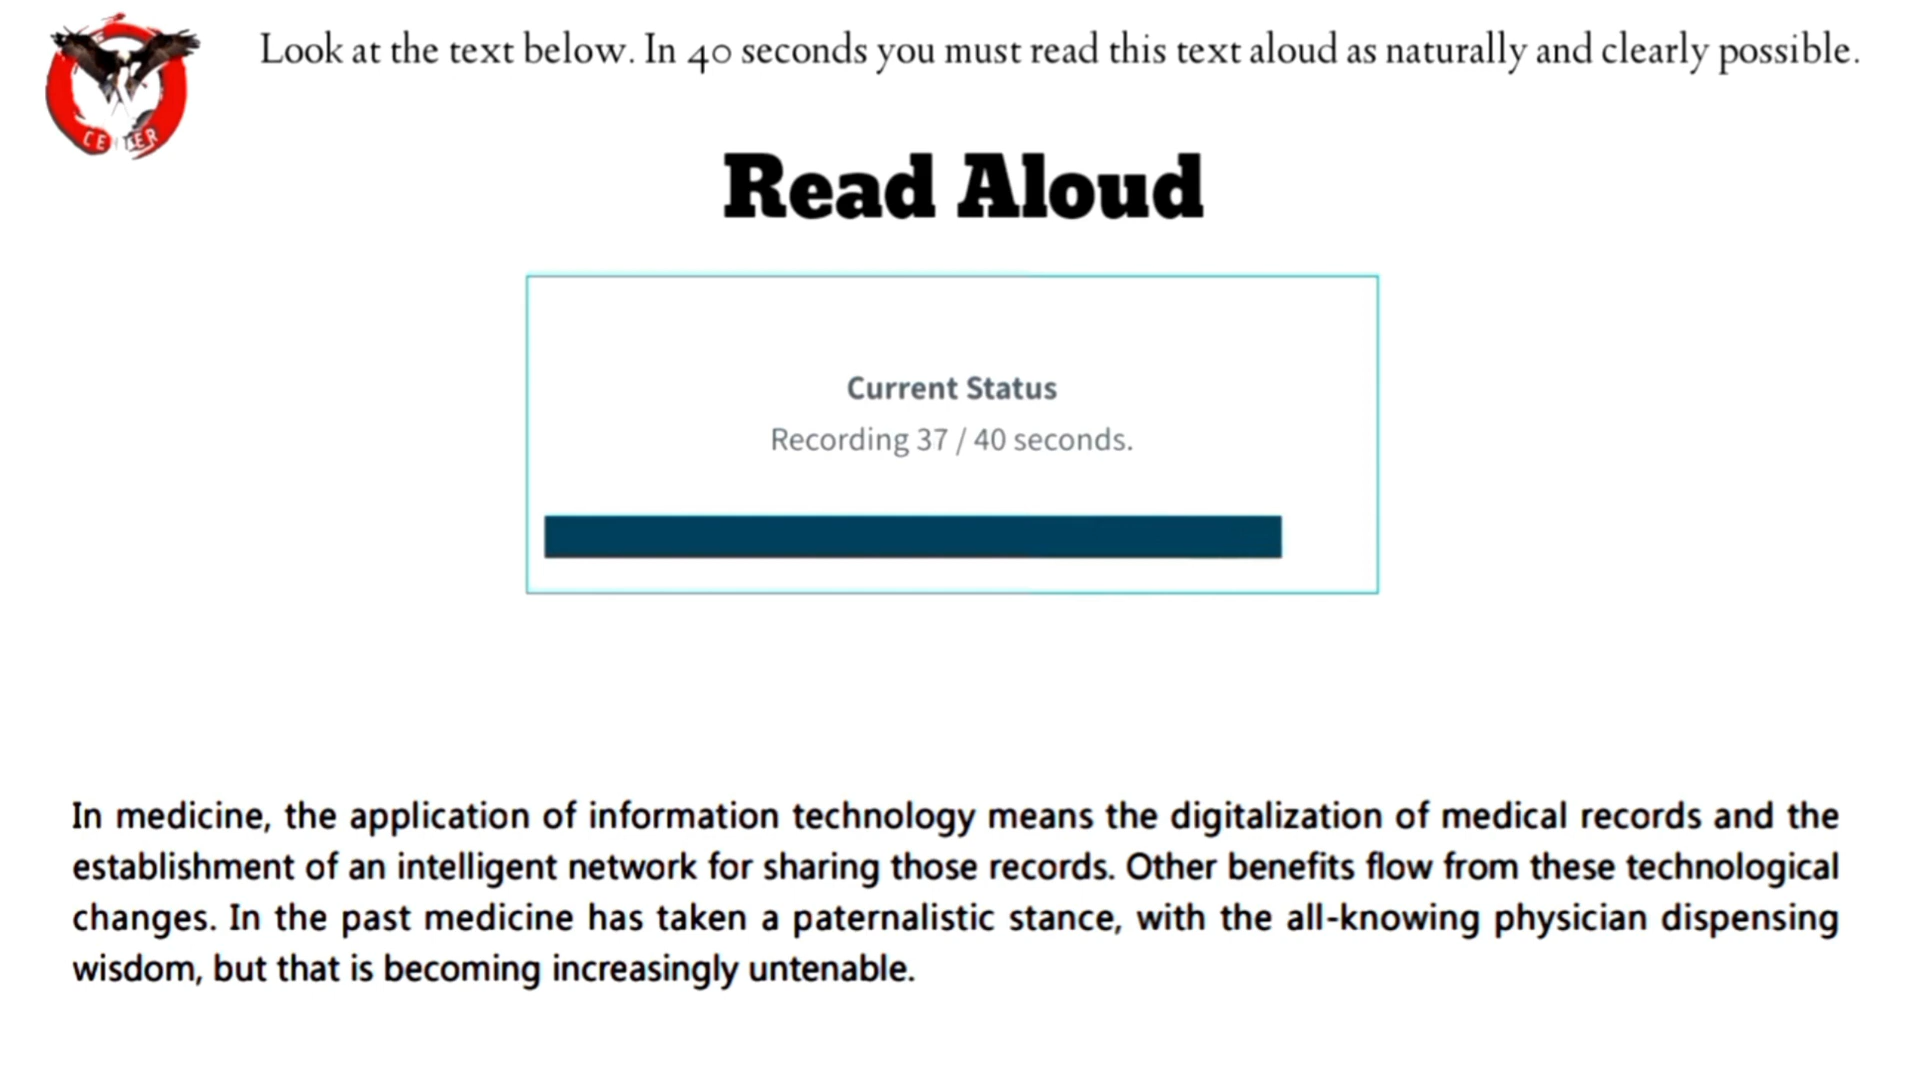 Look at the text below. In 40 seconds you must read this text aloud as naturally and clearly possible.
CENTER
Read Aloud
Current Status
Recording 37 / 40 seconds.
In medicine, the application of information technology means the digitalization of medical records and the
establishment of an intelligent network for sharing those records. Other benefits flow from these technological
changes. In the past medicine has taken a paternalistic stance, with the all-knowing physician dispensing
wisdom, but that is becoming increasingly untenable.